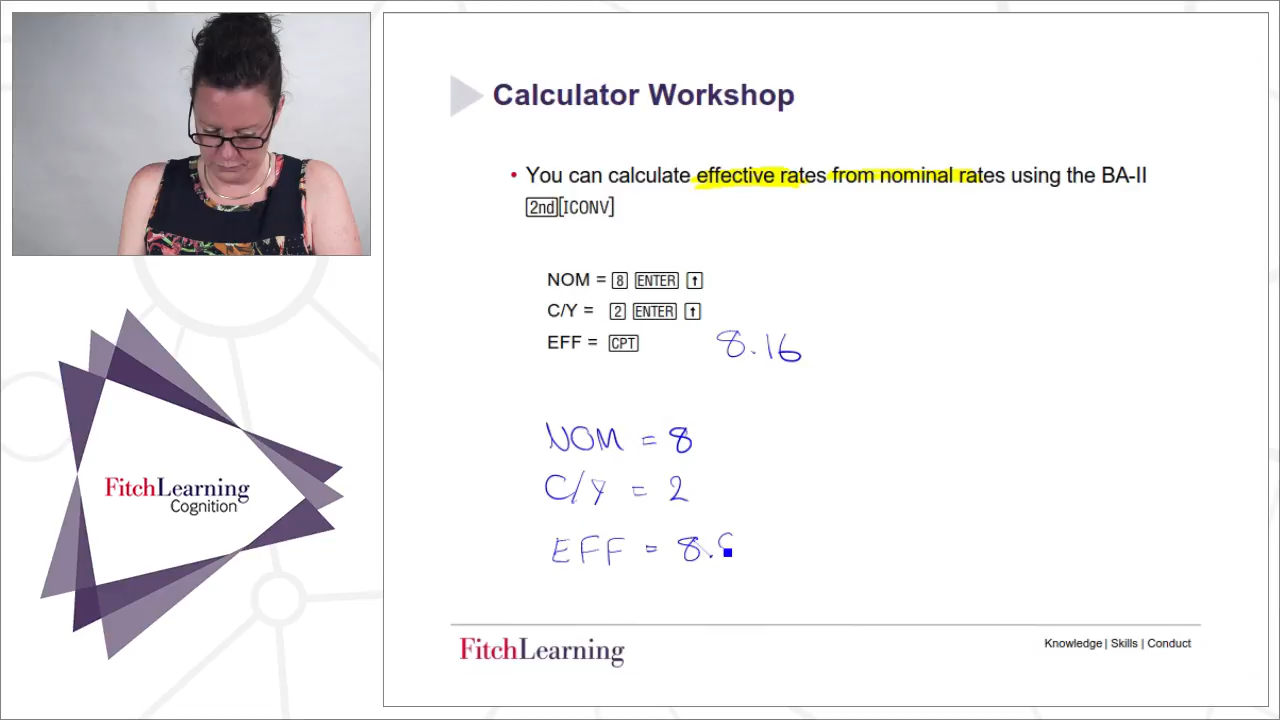 Calculator Workshop
• You can calculate effective rates from nominal rates using the BA-II
2nd [ICONV]
NOM = 8 ENTER ↑
C/Y = 2 ENTER ↑
EFF = CPT 8.16
NOM = 8
C/Y = 2
EFF = 8.
FitchLearning
Cognition
FitchLearning
Knowledge | Skills | Conduct